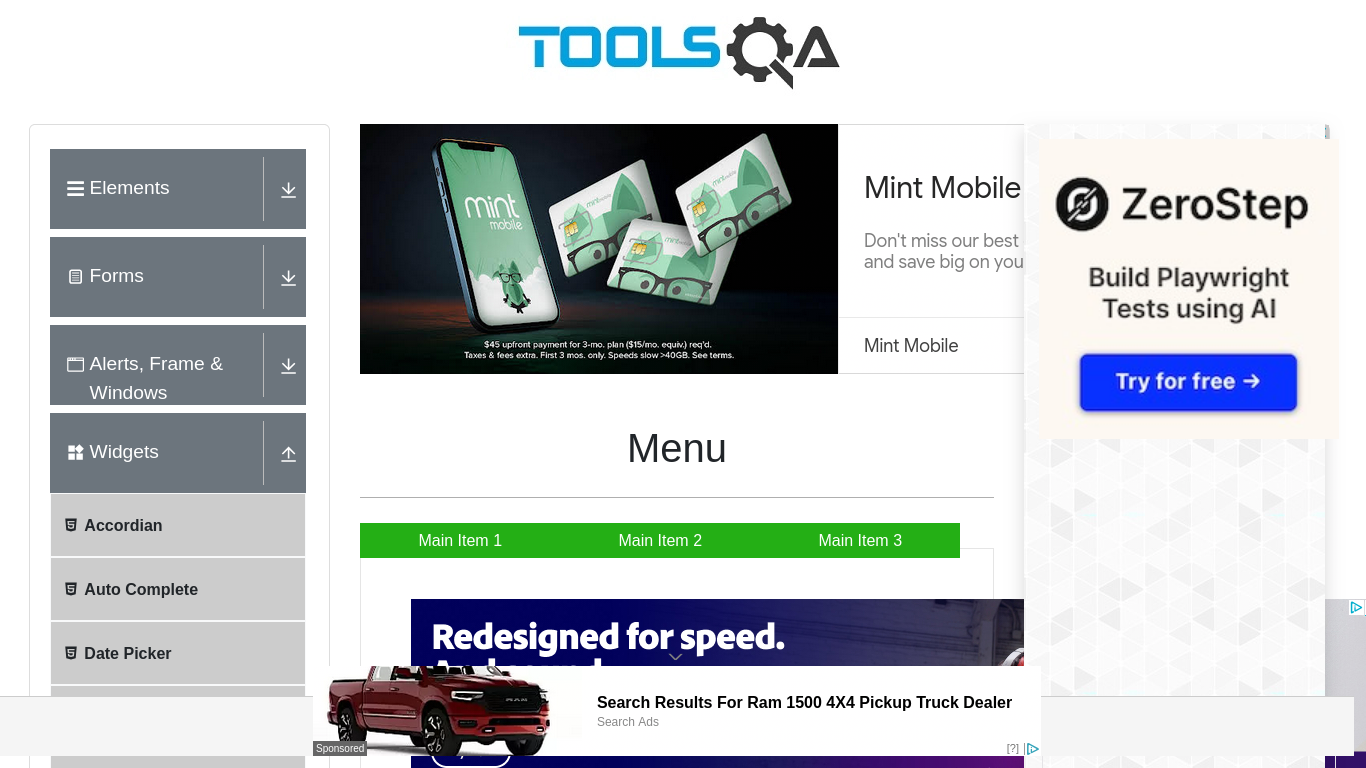 TOOLSQA
Elements
Forms
Alerts, Frame &
Windows
Widgets
Accordian
Auto Complete
Date Picker
mint
mobile
$45 upfront payment for 3-mo. plan ($15/mo. equiv.) req'd.
Taxes & fees extra. First 3 mos. only. Speeds slow >40GB. See terms.
Mint Mobile
Don't miss our best
and save big on you
Mint Mobile
ZeroStep
Build Playwright
Tests using AI
Try for free →
Menu
Main Item 1
Main Item 2
Main Item 3
Redesigned for speed.
Search Results For Ram 1500 4X4 Pickup Truck Dealer
Search Ads
Sponsored
[?]